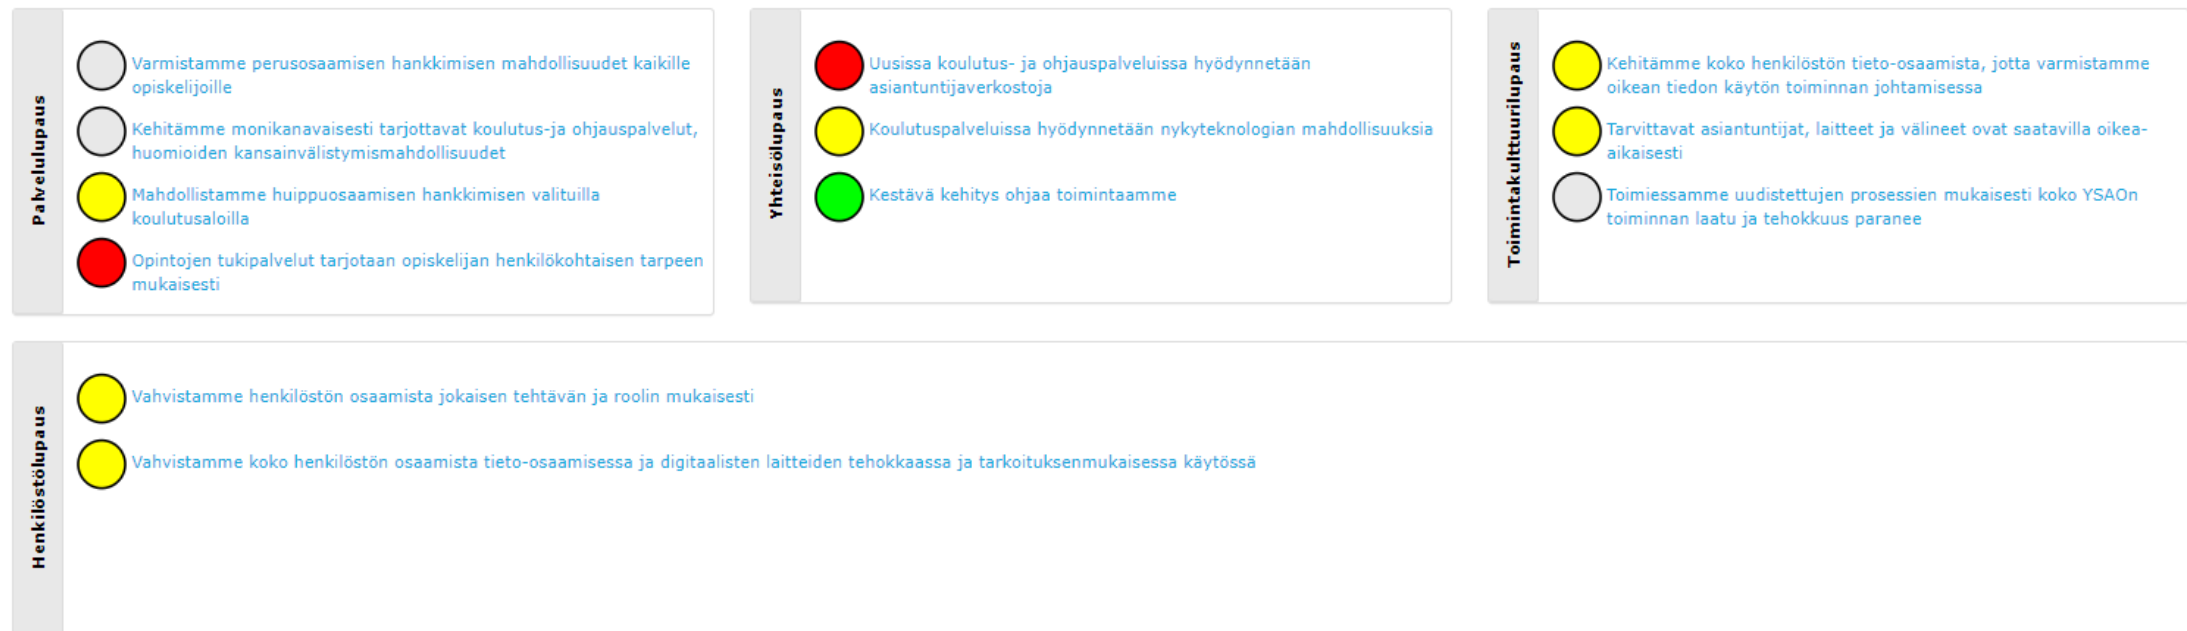 Palvelulupaus
Varmistamme perusosaamisen hankkimisen mahdollisuudet kaikille
opiskelijoille
Kehitämme monikanavaisesti tarjottavat koulutus-ja ohjauspalvelut,
huomioiden kansainvälistymismahdollisuudet
Mahdollistamme huippuosaamisen hankkimisen valituilla
koulutusaloilla
Opintojen tukipalvelut tarjotaan opiskelijan henkilökohtaisen tarpeen
mukaisesti
Yhteisölupaus
Uusissa koulutus- ja ohjauspalveluissa hyödynnetään
asiantuntijaverkostoja
Koulutuspalveluissa hyödynnetään nykyteknologian mahdollisuuksia
Kestävä kehitys ohjaa toimintaamme
Toimintakulttuurilupaus
Kehitämme koko henkilöstön tieto-osaamista, jotta varmistamme
oikean tiedon käytön toiminnan johtamisessa
Tarvittavat asiantuntijat, laitteet ja välineet ovat saatavilla oikea-
aikaisesti
Toimiessamme uudistettujen prosessien mukaisesti koko YSAOn
toiminnan laatu ja tehokkuus paranee
Henkilöstölupaus
Vahvistamme henkilöstön osaamista jokaisen tehtävän ja roolin mukaisesti
Vahvistamme koko henkilöstön osaamista tieto-osaamisessa ja digitaalisten laitteiden tehokkaassa ja tarkoituksenmukaisessa käytössä